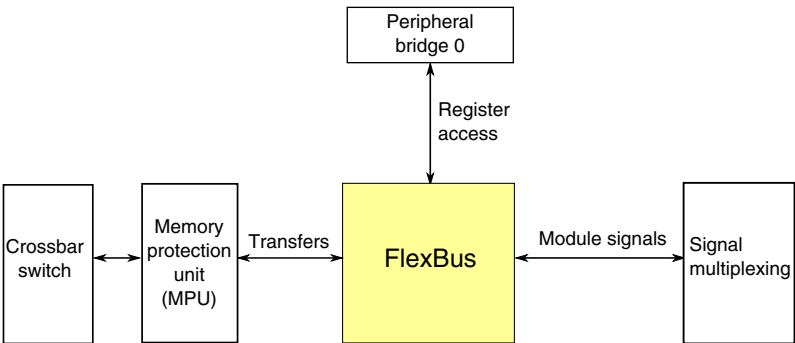 Peripheral
bridge 0
Register
access
Crossbar
switch
Memory
protection
unit
(MPU)
Transfers
FlexBus
Module signals
Signal
multiplexing